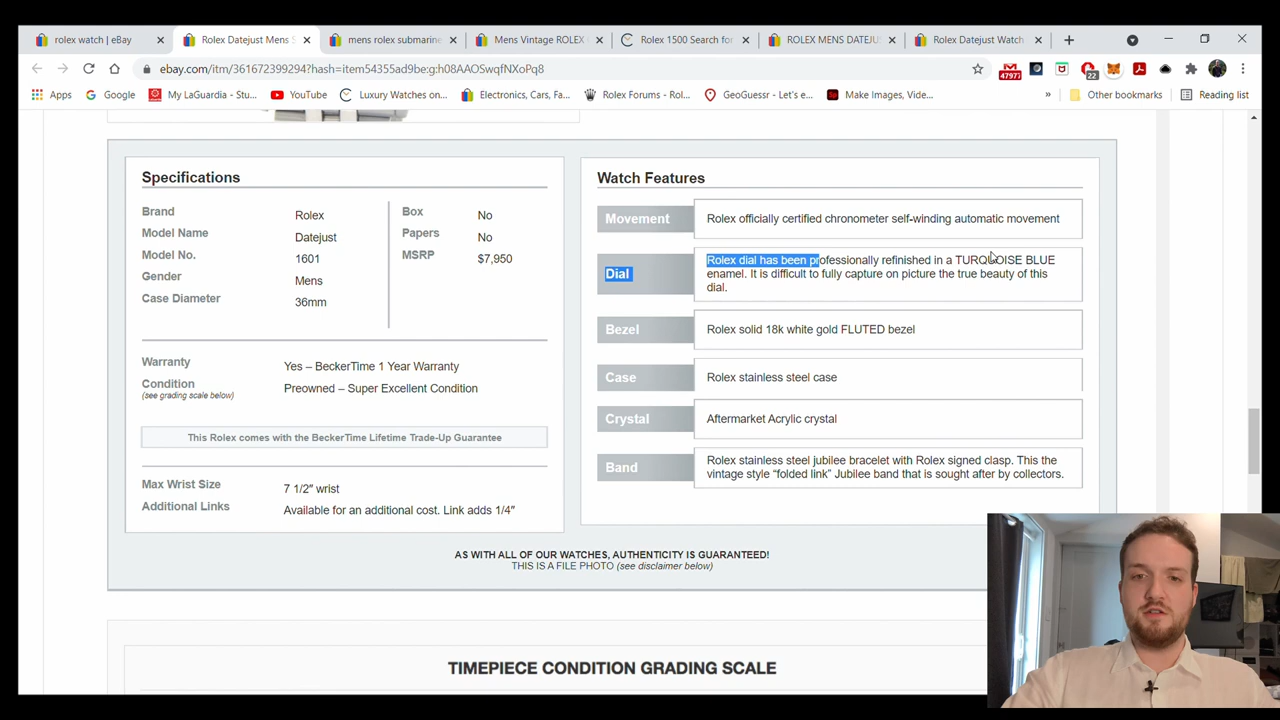 rolex watch | eBay
Rolex Datejust Mens S
mens rolex submarine
Mens Vintage ROLEX
Rolex 1500 Search for
ROLEX MENS DATEJU
Rolex Datejust Watch
ebay.com/itm/361672399294?hash=item54355ad9be:g:h08AAOSwqfNXoPq8
47977
22
Apps
Google
My LaGuardia - Stu...
YouTube
Luxury Watches on...
Electronics, Cars, Fa...
Rolex Forums - Rol...
GeoGuessr - Let's e...
Make Images, Vide...
»
Other bookmarks
Reading list
Specifications
Brand Rolex
Model Name Datejust
Model No. 1601
Gender Mens
Case Diameter 36mm
Box No
Papers No
MSRP $7,950
Warranty Yes – BeckerTime 1 Year Warranty
Condition Preowned – Super Excellent Condition
(see grading scale below)
This Rolex comes with the BeckerTime Lifetime Trade-Up Guarantee
Max Wrist Size 7 1/2″ wrist
Additional Links Available for an additional cost. Link adds 1/4″
Watch Features
Movement Rolex officially certified chronometer self-winding automatic movement
Dial
Rolex dial has been professionally refinished in a TURQUOISE BLUE
enamel. It is difficult to fully capture on picture the true beauty of this
dial.
Bezel Rolex solid 18k white gold FLUTED bezel
Case Rolex stainless steel case
Crystal Aftermarket Acrylic crystal
Band
Rolex stainless steel jubilee bracelet with Rolex signed clasp. This the
vintage style “folded link” Jubilee band that is sought after by collectors.
AS WITH ALL OF OUR WATCHES, AUTHENTICITY IS GUARANTEED!
THIS IS A FILE PHOTO (see disclaimer below)
TIMEPIECE CONDITION GRADING SCALE